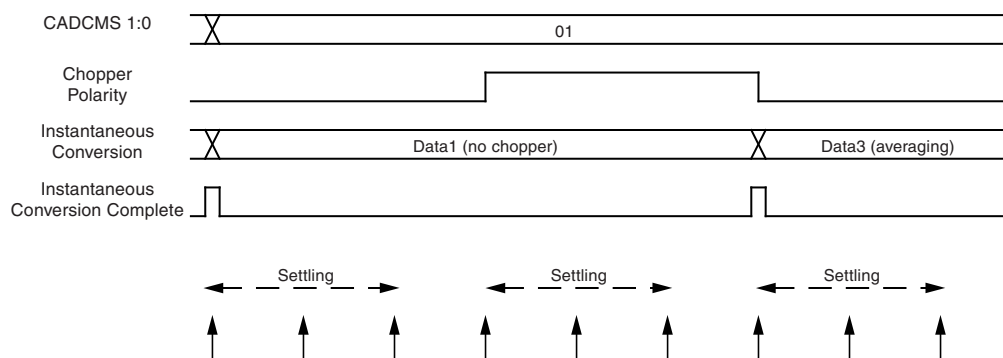 CADCMS 1:0
01
Chopper
Polarity
Instantaneous
Conversion
Data1 (no chopper)
Data3 (averaging)
Instantaneous
Conversion Complete
Settling
Settling
Settling